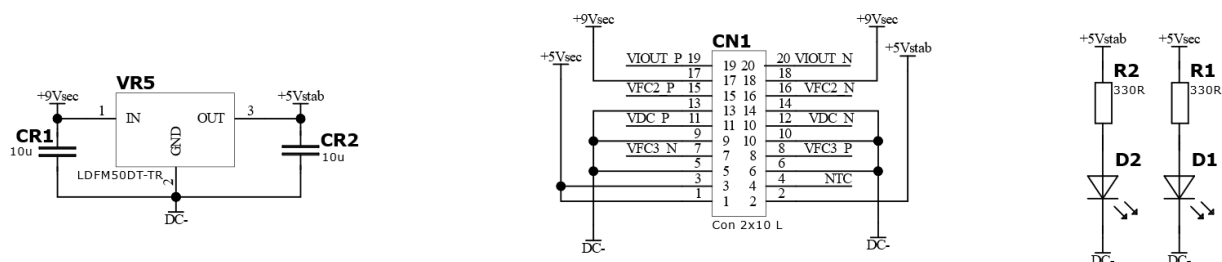 +9Vsec
VR5
+5Vstab
1
IN
OUT
3
GND
CR1
10u
CR2
10u
LDFM50DT-TR
2
DC-
+9Vsec
+9Vsec
CN1
+5Vsec
+5Vstab
VIOUT_P 19 19 20 20 VIOUT_N
17 17 18 18
VFC2_P 15 15 16 16 VFC2_N
13 13 14 14
VDC_P 11 11 10 12 VDC_N
9 9 10 10
VFC3_N 7 7 8 8 VFC3_P
5 5 6 6
3 3 4 4 NTC
1 1 2 2
Con 2x10 L
DC-
DC-
+5Vstab
+5Vsec
R2
330R
R1
330R
D2
D1
DC-
DC-